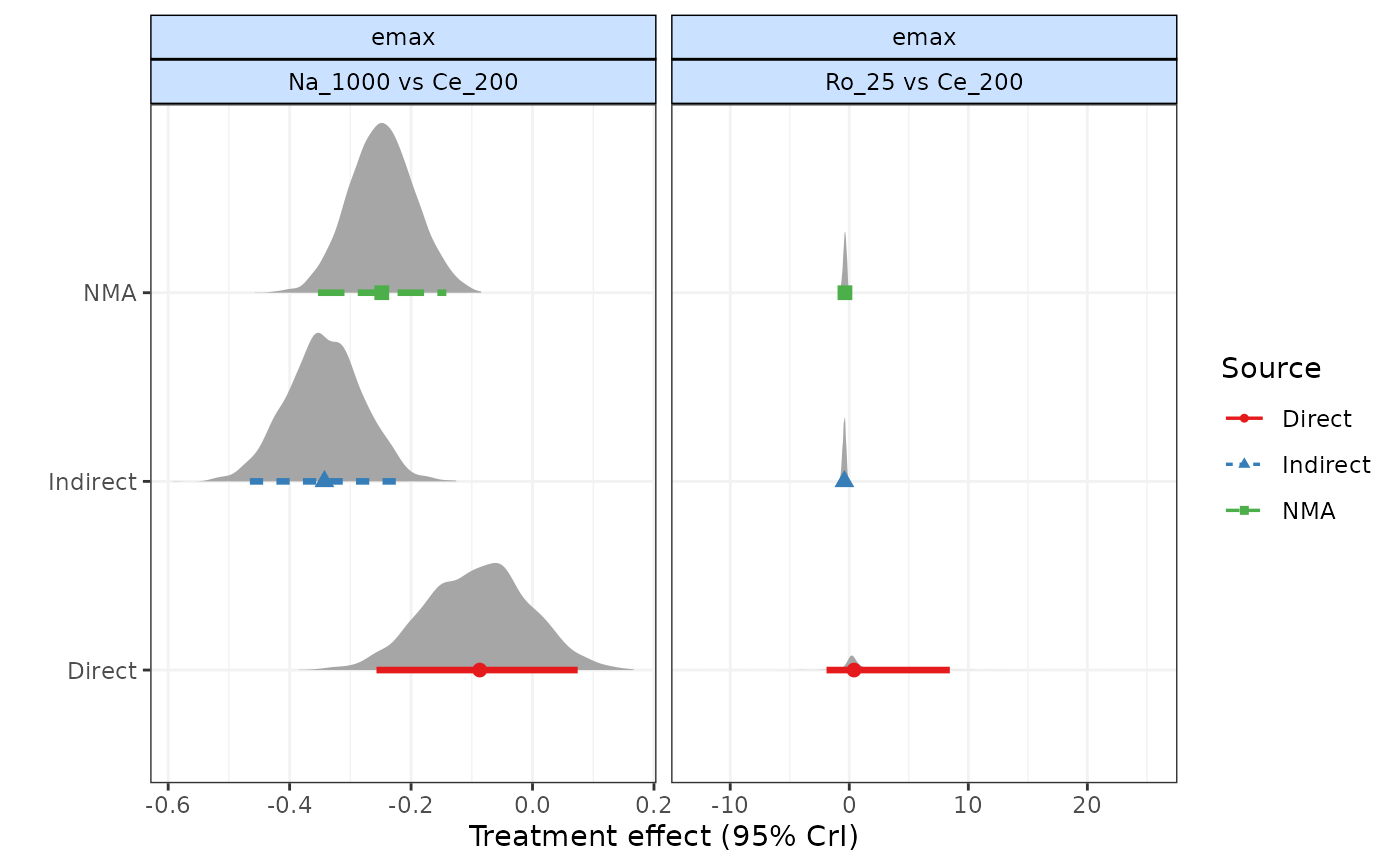 emax
emax
Na_1000 vs Ce_200
Ro_25 vs Ce_200
NMA
Indirect
Direct
-0.6
-0.4
-0.2
0.0
0.2
-10
0
10
20
Treatment effect (95% CrI)
Source
Direct
Indirect
NMA